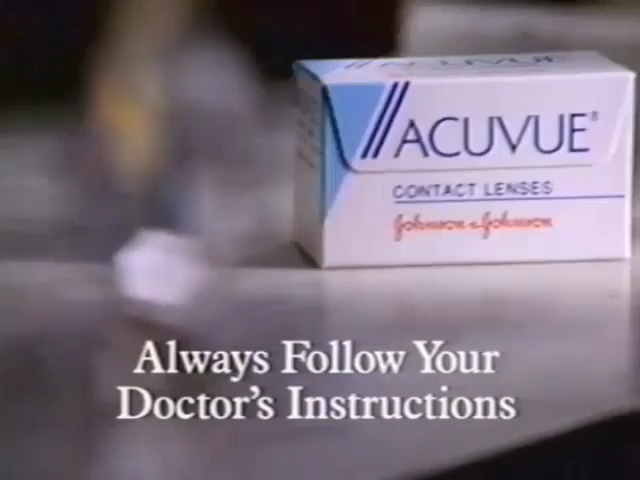 ACUVUE®
CONTACT LENSES
Johnson & Johnson
Always Follow Your
Doctor's Instructions